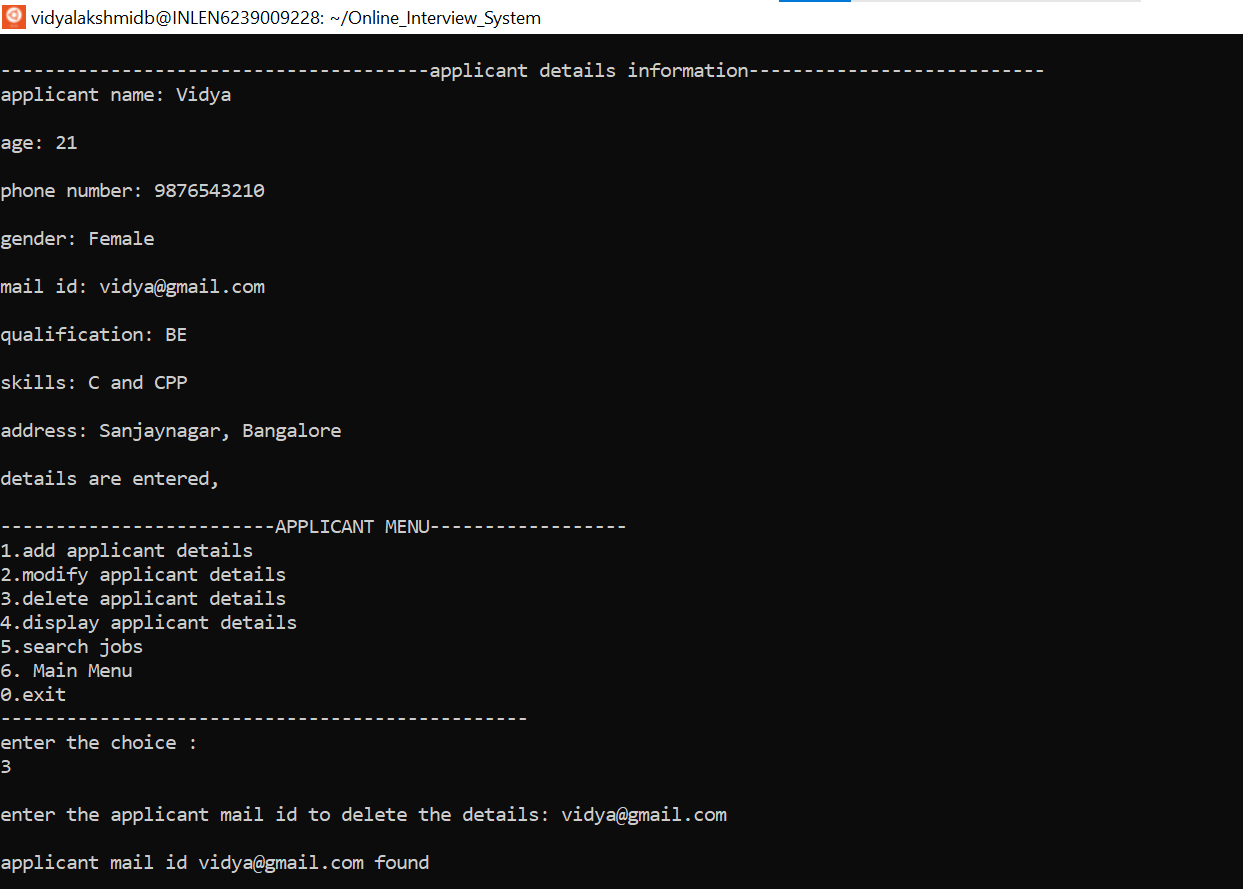 vidyalakshmidb@INLEN6239009228: ~/Online_Interview_System
---------------------------------------applicant details information---------------------------
applicant name: Vidya
age: 21
phone number: 9876543210
gender: Female
mail id: vidya@gmail.com
qualification: BE
skills: C and CPP
address: Sanjaynagar, Bangalore
details are entered,
-------------------------APPLICANT MENU------------------
1.add applicant details
2.modify applicant details
3.delete applicant details
4.display applicant details
5.search jobs
6. Main Menu
0.exit
------------------------------------------------
enter the choice :
3
enter the applicant mail id to delete the details: vidya@gmail.com
applicant mail id vidya@gmail.com found